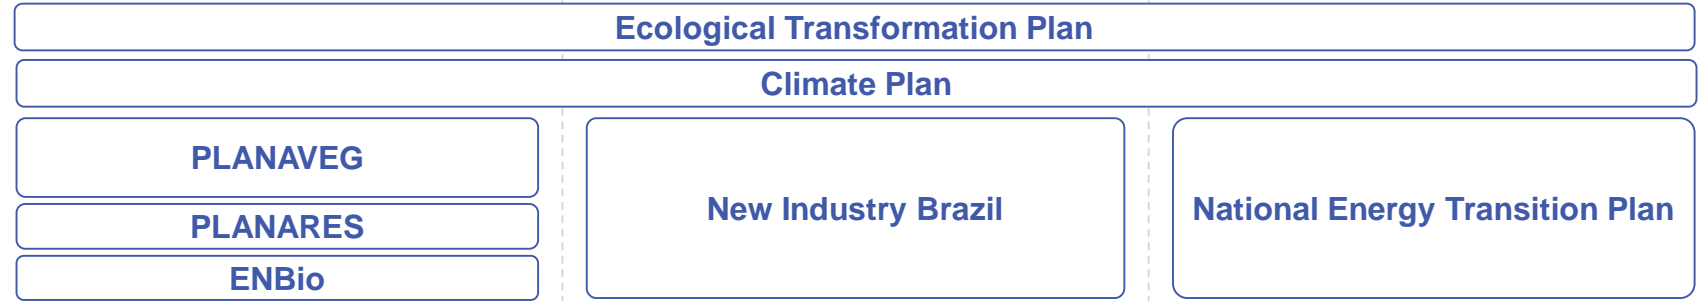 Ecological Transformation Plan
Climate Plan
PLANAVEG
PLANARES
ENBio
New Industry Brazil
National Energy Transition Plan